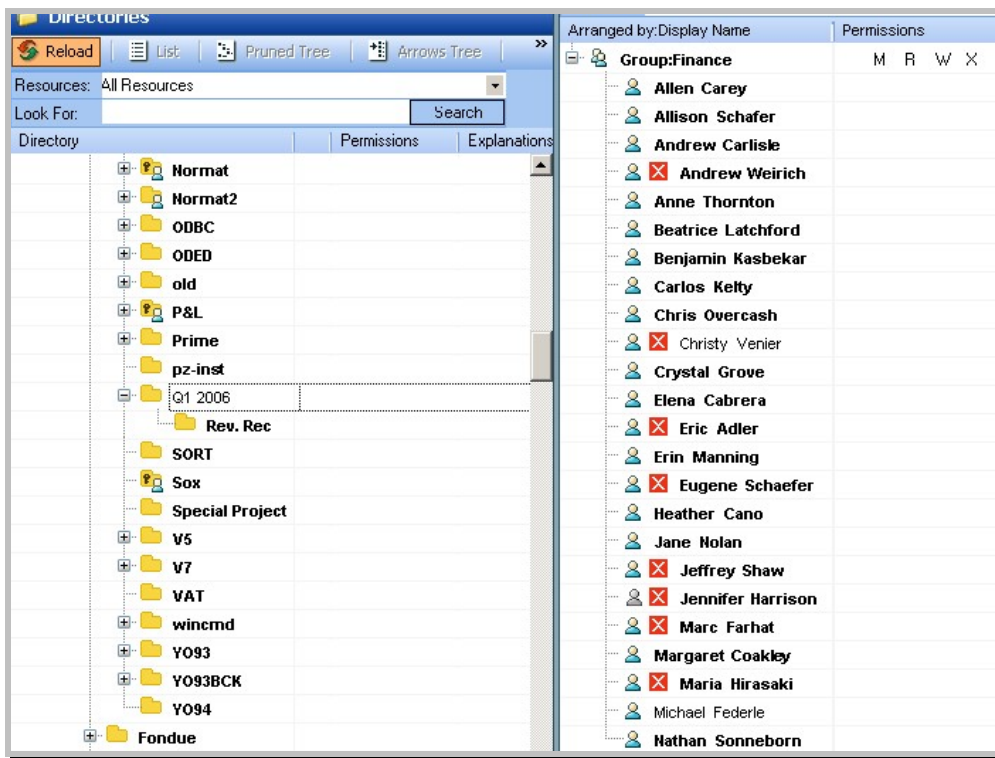 Directories
Reload List Pruned Tree Arrows Tree »
Resources: All Resources
Look For: Search
Directory Permissions Explanations
Normat
Normat2
ODBC
ODED
old
P&L
Prime
pz-inst
Q1 2006
Rev. Rec
SORT
Sox
Special Project
V5
V7
VAT
wincmd
YO93
YO93BCK
YO94
Fondue
Arranged by:Display Name Permissions
Group:Finance M R W X
Allen Carey
Allison Schafer
Andrew Carlisle
Andrew Weirich
Anne Thornton
Beatrice Latchford
Benjamin Kasbekar
Carlos Kelty
Chris Overcash
Christy Venier
Crystal Grove
Elena Cabrera
Eric Adler
Erin Manning
Eugene Schaefer
Heather Cano
Jane Nolan
Jeffrey Shaw
Jennifer Harrison
Marc Farhat
Margaret Coakley
Maria Hirasaki
Michael Federle
Nathan Sonneborn